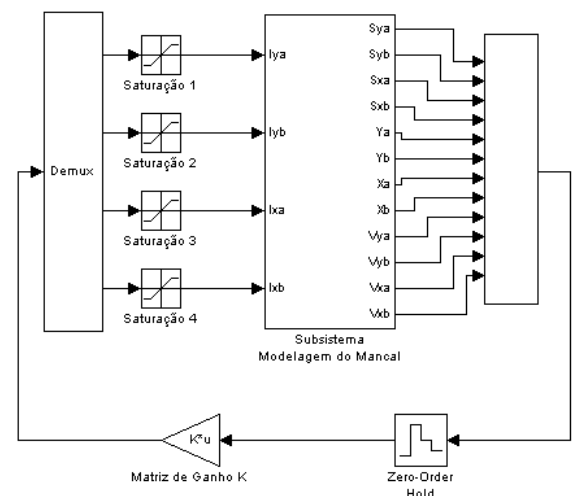 Demux
Saturação 1
Saturação 2
Saturação 3
Saturação 4
Iya
Iyb
Ixa
Ixb
Sya
Syb
Sxa
Sxb
Ya
Yb
Xa
Xb
Vya
Vyb
Vxa
Vxb
Subsistema
Modelagem do Mancal
K*u
Matriz de Ganho K
Zero-Order
Hold